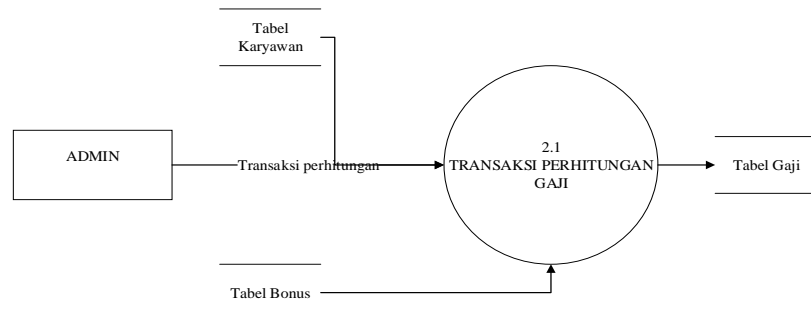 Tabel
Karyawan
ADMIN
Transaksi perhitungan
2.1
TRANSAKSI PERHITUNGAN
GAJI
Tabel Gaji
Tabel Bonus